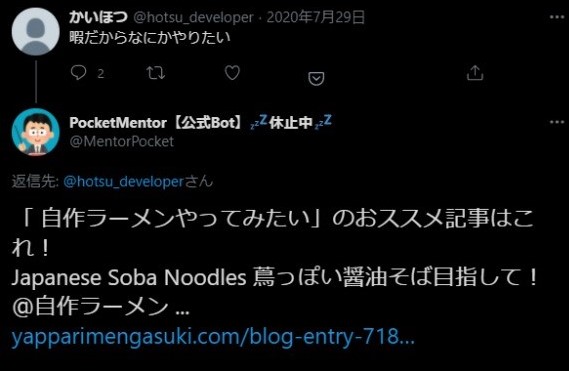 かいほつ @hotsu_developer · 2020年7月29日
暇だからなにかやりたい
2
PocketMentor【公式Bot】💤休止中💤
@MentorPocket
返信先: @hotsu_developerさん
「 自作ラーメンやってみたい」のおススメ記事はこ
れ！
Japanese Soba Noodles 蔦っぽい醤油そば目指して！
@自作ラーメン ...
yapparimengasuki.com/blog-entry-718...